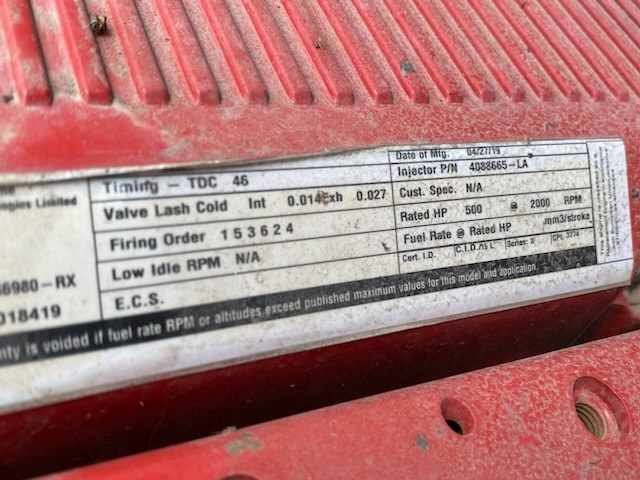 Limited
6980-RX
018419
Timing - TDC 46
Valve Lash Cold Int 0.014 Exh 0.027
Firing Order 1 5 3 6 2 4
Low Idle RPM N/A
E.C.S.
Date of Mfg. 04/27/19
Injector P/N 4088665-LA
Cust. Spec. N/A
Rated HP 500 @ 2000 RPM
Fuel Rate @ Rated HP mm3/stroke
Cert. I.D. C.I.D./15 L Series: X CPL 3774
nty is voided if fuel rate RPM or altitudes exceed published maximum values for this model and application.